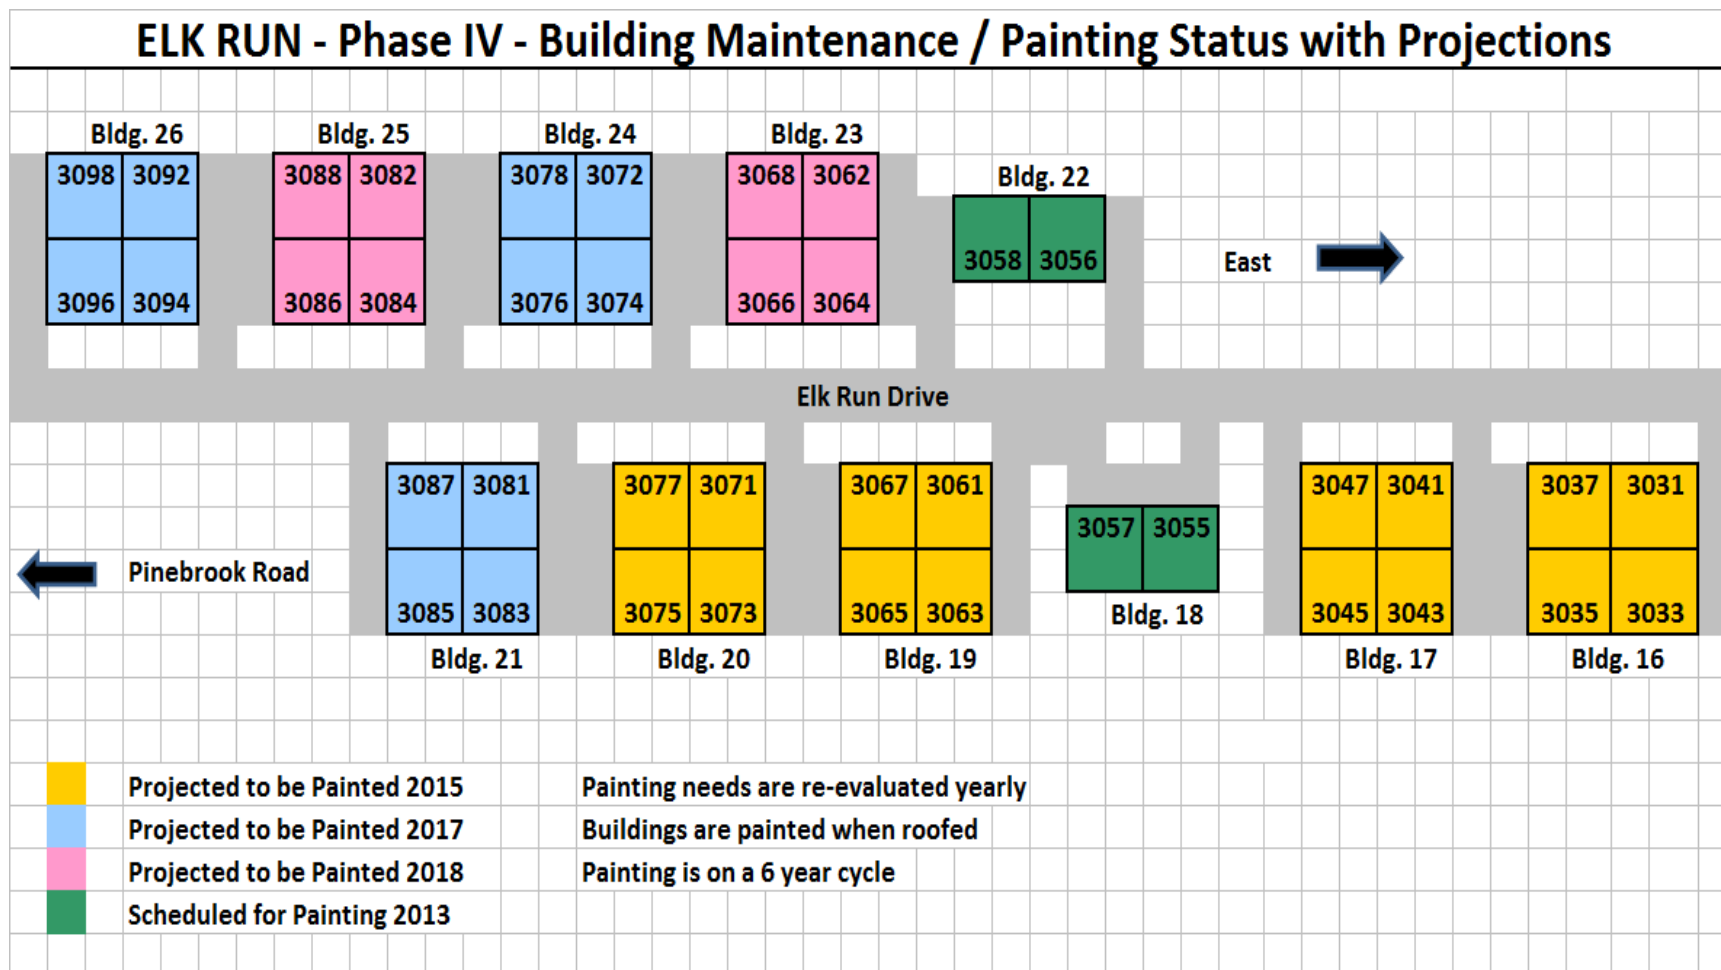 ELK RUN - Phase IV - Building Maintenance / Painting Status with Projections
Bldg. 26 Bldg. 25 Bldg. 24 Bldg. 23
3098 3092 3088 3082 3078 3072 3068 3062
Bldg. 22
3096 3094 3086 3084 3076 3074 3066 3064
3058 3056
East
Elk Run Drive
3087 3081 3077 3071 3067 3061 3047 3041 3037 3031
3057 3055
Pinebrook Road
3085 3083 3075 3073 3065 3063 3045 3043 3035 3033
Bldg. 18
Bldg. 21 Bldg. 20 Bldg. 19 Bldg. 17 Bldg. 16
Projected to be Painted 2015 Painting needs are re-evaluated yearly
Projected to be Painted 2017 Buildings are painted when roofed
Projected to be Painted 2018 Painting is on a 6 year cycle
Scheduled for Painting 2013